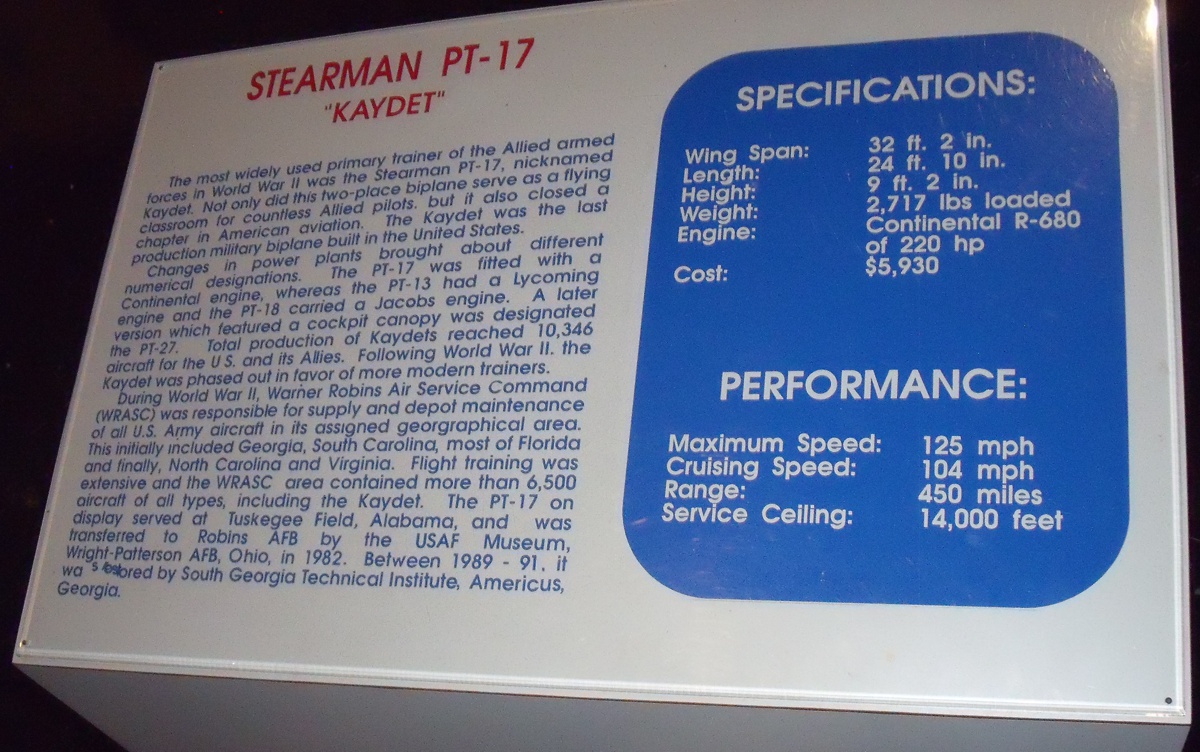 STEARMAN PT-17
"KAYDET"
The most widely used primary trainer of the Allied armed
forces in World War II was the Stearman PT-17, nicknamed
Kaydet. Not only did this two-place biplane serve as a flying
classroom for countless Allied pilots. but it also closed a
chapter in American aviation. The Kaydet was the last
production military biplane built in the United States.
Changes in power plants brought about different
numerical designations. The PT-17 was fitted with a
Continental engine, whereas the PT-13 had a Lycoming
engine and the PT-18 carried a Jacobs engine. A later
version which featured a cockpit canopy was designated
the PT-27. Total production of Kaydets reached 10,346
aircraft for the U S. and its Allies. Following World War II. the
Kaydet was phased out in favor of more modern trainers.
During World War II, Warner Robins Air Service Command
(WRASC) was responsible for supply and depot maintenance
of all U.S. Army aircraft in its assigned georgraphical area.
This initially included Georgia, South Carolina, most of Florida
and finally, North Carolina and Virginia. Flight training was
extensive and the WRASC area contained more than 6,500
aircraft of all types, including the Kaydet. The PT-17 on
display served at Tuskegee Field, Alabama, and was
transferred to Robins AFB by the USAF Museum,
Wright-Patterson AFB, Ohio, in 1982. Between 1989 - 91, it
by South Georgia Technical Institute, Americus,
Georgia.
SPECIFICATIONS:
Wing Span: 32 ft. 2 in.
Length: 24 ft. 10 in.
Height: 9 ft. 2 in.
Weight: 2,717 lbs loaded
Engine: Continental R-680
of 220 hp
Cost: $5,930
PERFORMANCE:
Maximum Speed: 125 mph
Cruising Speed: 104 mph
Range: 450 miles
Service Ceiling: 14,000 feet